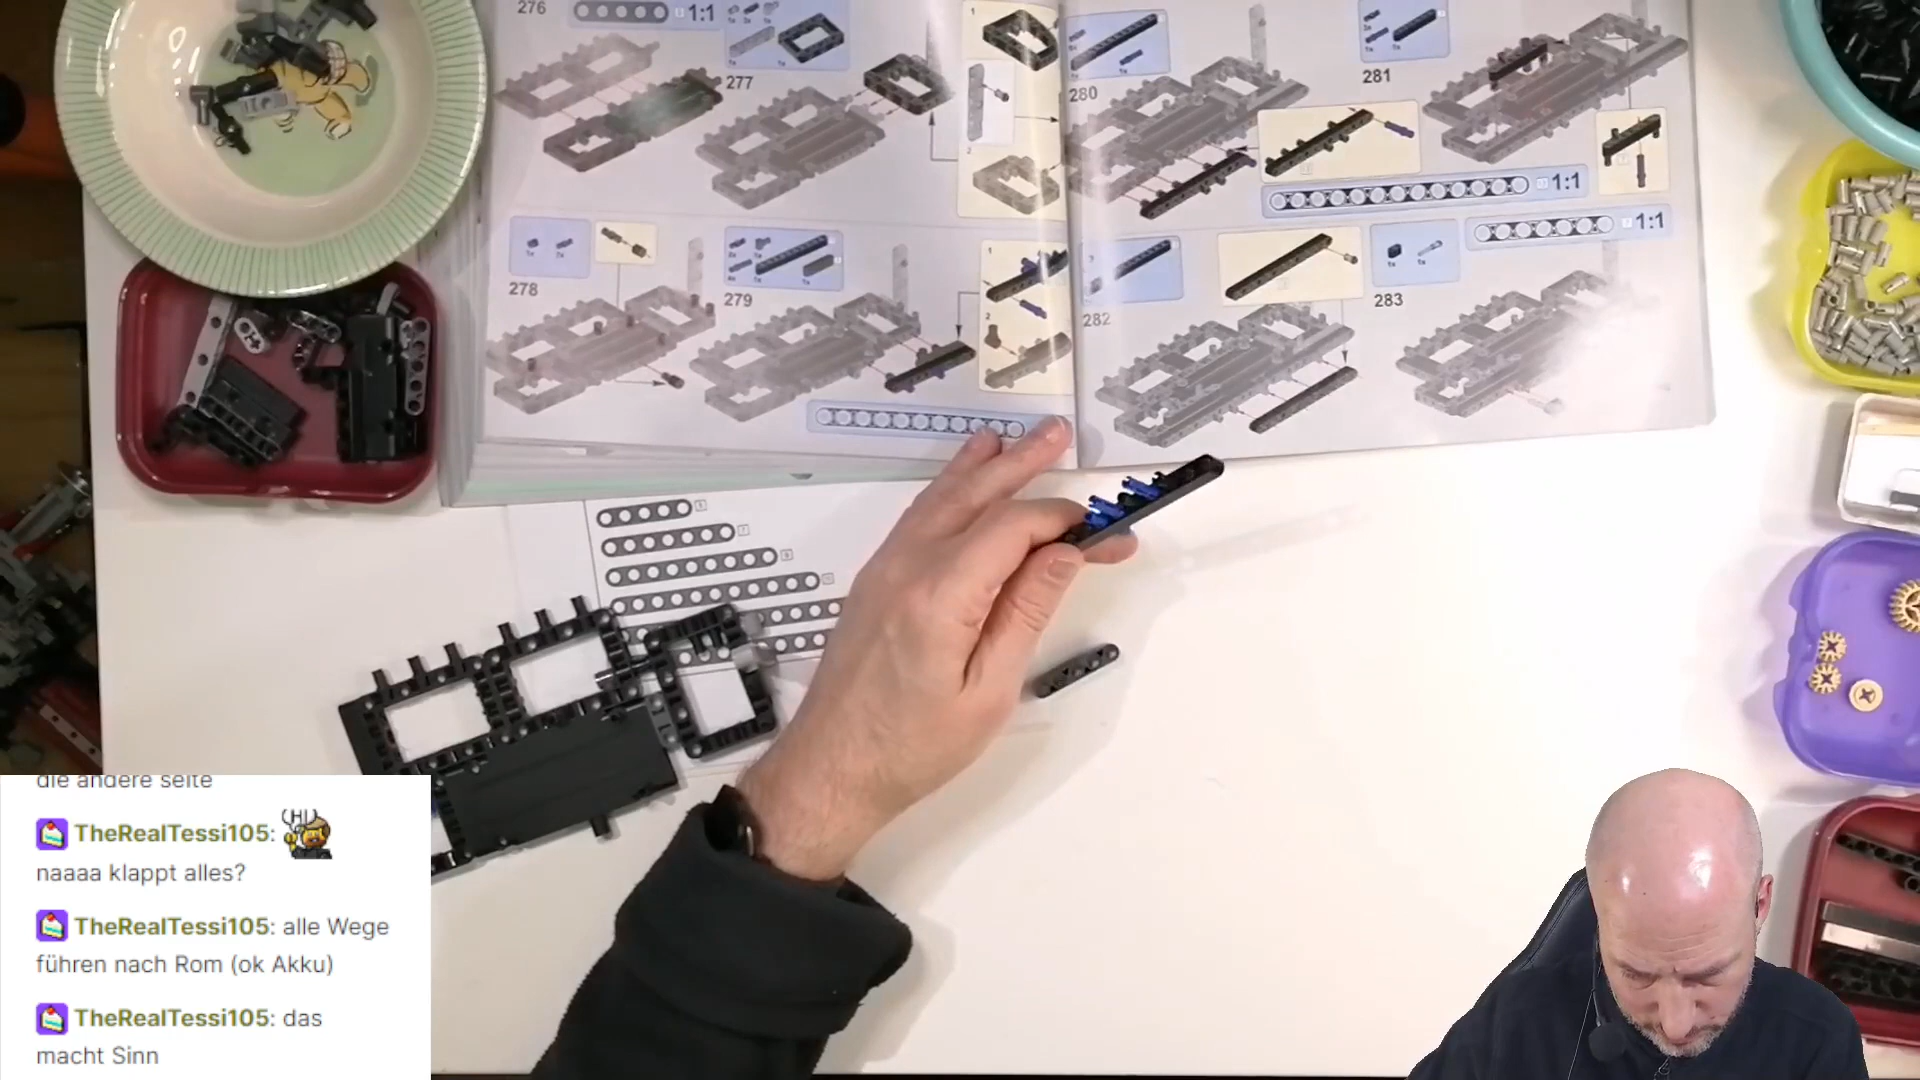 276
1:1
277
280
281
1:1
1:1
278
279
282
283
die andere seite
TheRealTessi105:
naaaa klappt alles?
TheRealTessi105: alle Wege
führen nach Rom (ok Akku)
TheRealTessi105: das
macht Sinn